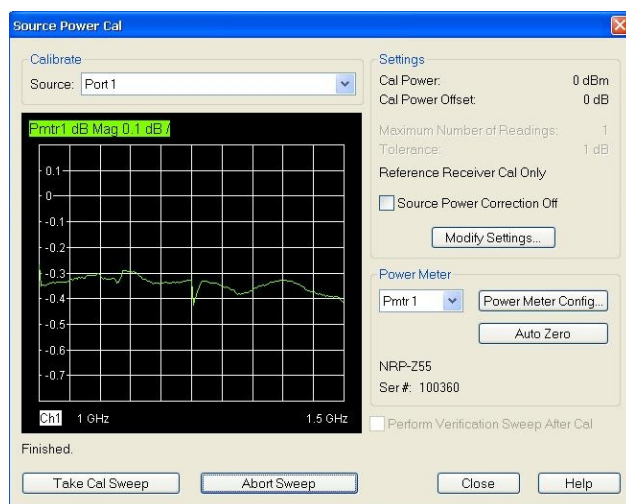 Source Power Cal
Calibrate
Source: Port 1
Pmtr1 dB Mag 0.1 dB /
0.1
0
-0.1
-0.2
-0.3
-0.4
-0.5
-0.6
-0.7
Ch1 1 GHz 1.5 GHz
Finished.
Take Cal Sweep
Abort Sweep
Settings
Cal Power: 0 dBm
Cal Power Offset: 0 dB
Maximum Number of Readings: 1
Tolerance: 1 dB
Reference Receiver Cal Only
Source Power Correction Off
Modify Settings...
Power Meter
Pmtr 1
Power Meter Config...
Auto Zero
NRP-Z55
Ser #: 100360
Perform Verification Sweep After Cal
Close
Help